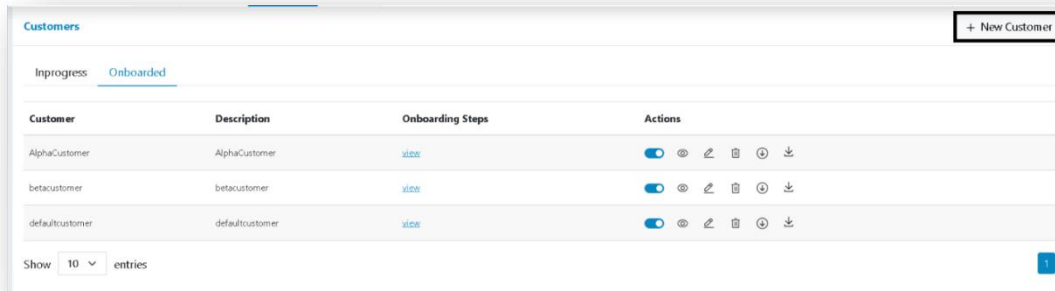 Customers + New Customer
Inprogress Onboarded
Customer Description Onboarding Steps Actions
AlphaCustomer AlphaCustomer view
betacustomer betacustomer view
defaultcustomer defaultcustomer view
Show 10 entries 1